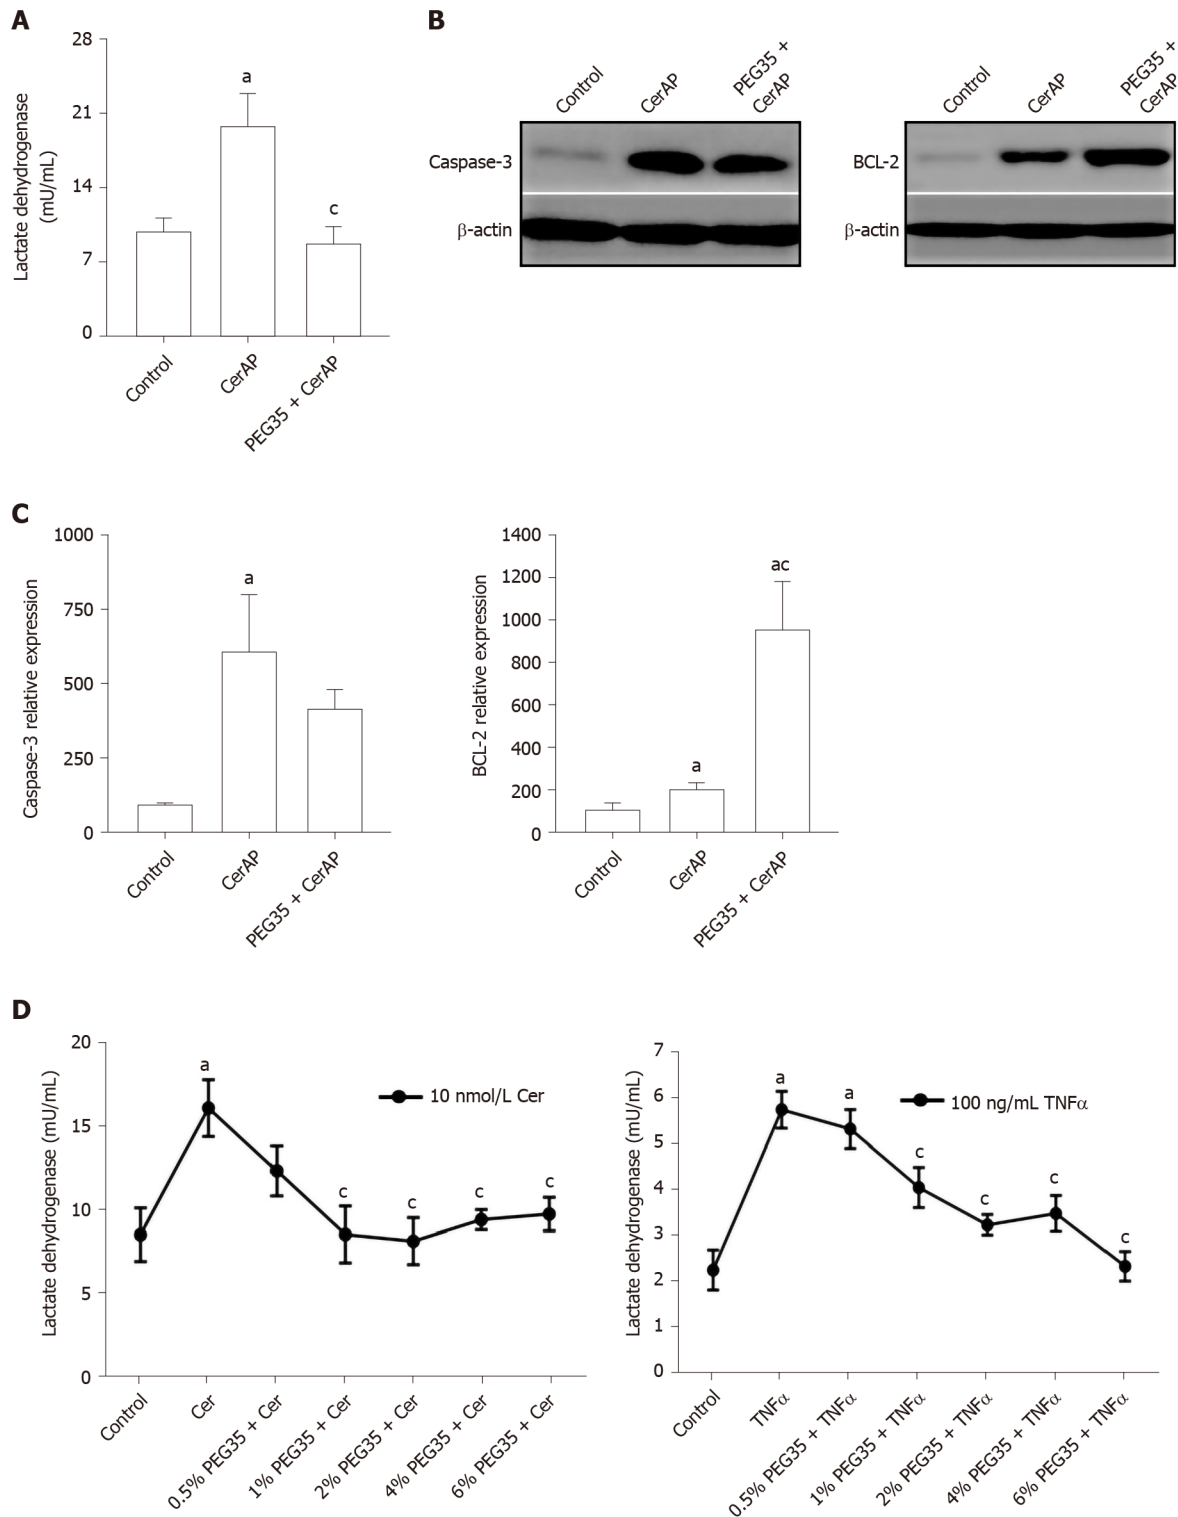 A
28
21
14
7
0
Lactate dehydrogenase
(mU/mL)
a
c
Control
CerAP
PEG35 + CerAP
B
Control
CerAP
PEG35 +
CerAP
Caspase-3
β-actin
Control
CerAP
PEG35 +
CerAP
BCL-2
β-actin
C
1000
750
500
250
0
Caspase-3 relative expression
a
Control
CerAP
PEG35 + CerAP
1400
1200
1000
800
600
400
200
0
BCL-2 relative expression
a
ac
Control
CerAP
PEG35 + CerAP
D
20
15
10
5
0
Lactate dehydrogenase (mU/mL)
a
c
c
c
c
10 nmol/L Cer
Control
Cer
0.5% PEG35 + Cer
1% PEG35 + Cer
2% PEG35 + Cer
4% PEG35 + Cer
6% PEG35 + Cer
7
6
5
4
3
2
1
0
Lactate dehydrogenase (mU/mL)
a
a
c
c
c
c
100 ng/mL TNFα
Control
TNFα
0.5% PEG35 + TNFα
1% PEG35 + TNFα
2% PEG35 + TNFα
4% PEG35 + TNFα
6% PEG35 + TNFα